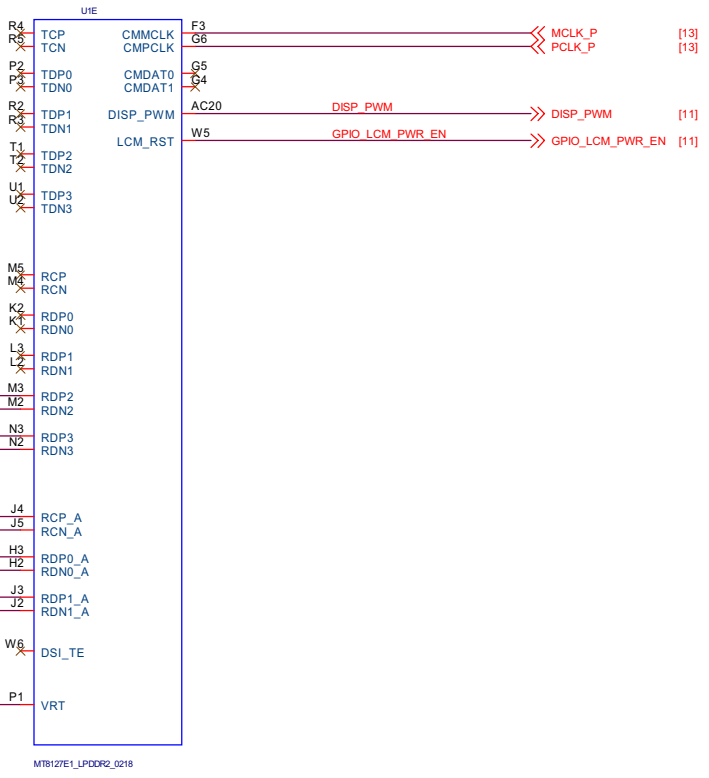 U1E
R4 TCP CMMCLK F3 MCLK_P [13]
R5 TCN CMPCLK G6 PCLK_P [13]
P2 TDP0 CMDAT0 G5
P3 TDN0 CMDAT1 G4
R2 TDP1 DISP_PWM AC20 DISP_PWM DISP_PWM [11]
R3 TDN1
LCM_RST W5 GPIO_LCM_PWR_EN GPIO_LCM_PWR_EN [11]
T1 TDP2
T2 TDN2
U1 TDP3
U2 TDN3
M5 RCP
M4 RCN
K2 RDP0
K1 RDN0
L3 RDP1
L2 RDN1
M3 RDP2
M2 RDN2
N3 RDP3
N2 RDN3
J4 RCP_A
J5 RCN_A
H3 RDP0_A
H2 RDN0_A
J3 RDP1_A
J2 RDN1_A
W6 DSI_TE
P1 VRT
MT8127E1_LPDDR2_0218